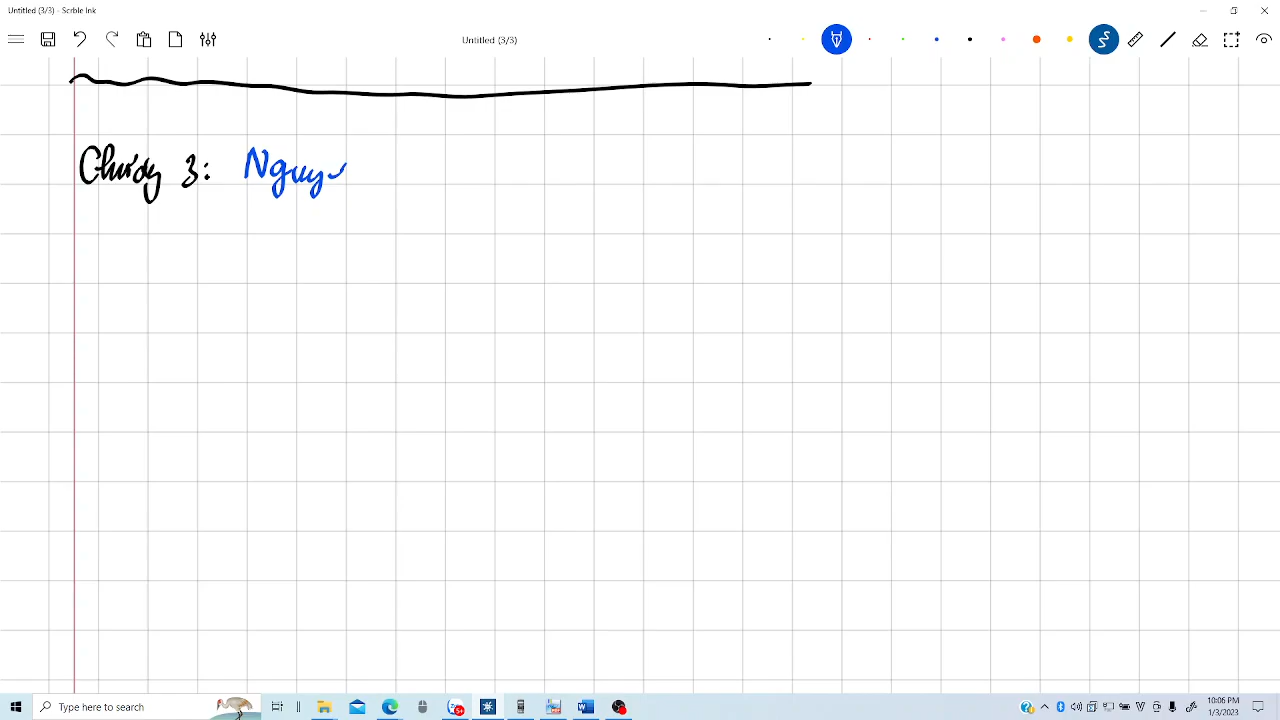 Untitled (3/3) - Scrble Ink
Untitled (3/3)
Chương 3: Nguy
Type here to search
10:06 PM
1/3/2023